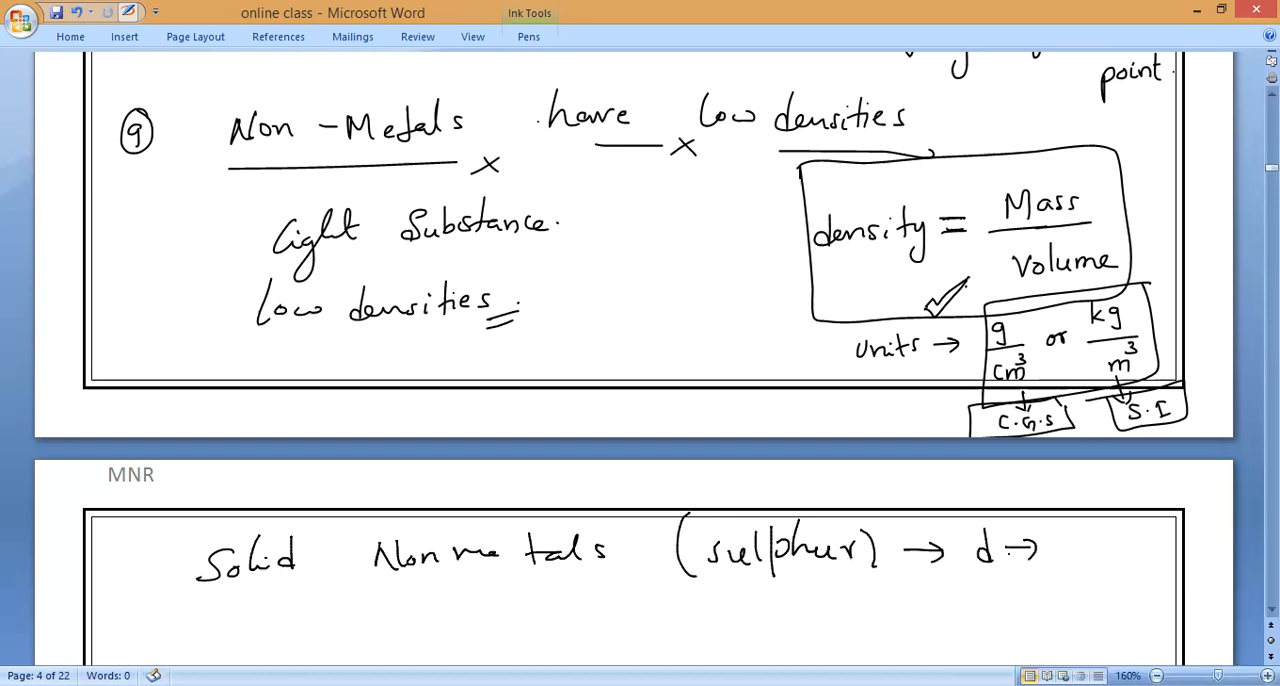 online class - Microsoft Word
Ink Tools
Home Insert Page Layout References Mailings Review View Pens
point.
9 Non-Metals have low densities
Light Substance.
low densities.
density = Mass / Volume
Units → g/cm³ or kg/m³
C.G.S S.I
MNR
Solid Nonmetals (sulphur) → d →
Page: 4 of 22 Words: 0 160%